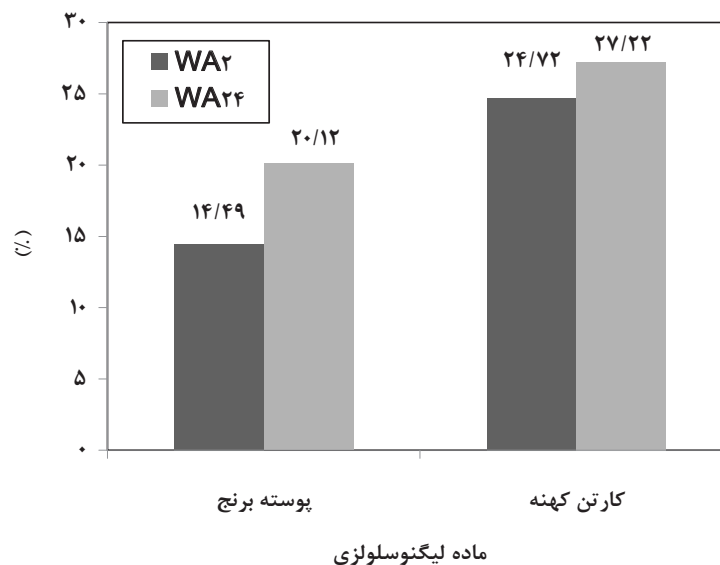 WA۲
WA۲۴
(٪)
۳۰
۲۵
۲۰
۱۵
۱۰
۵
۰
۱۴/۴۹
۲۰/۱۲
۲۴/۷۲
۲۷/۲۲
پوسته برنج
کارتن کهنه
ماده لیگنوسلولزی